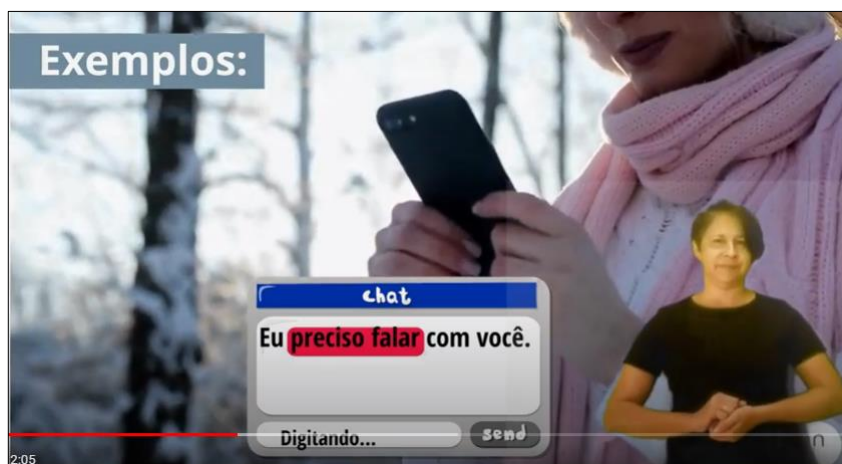 Exemplos:
chat
Eu preciso falar com você.
Digitando...
send
2:05